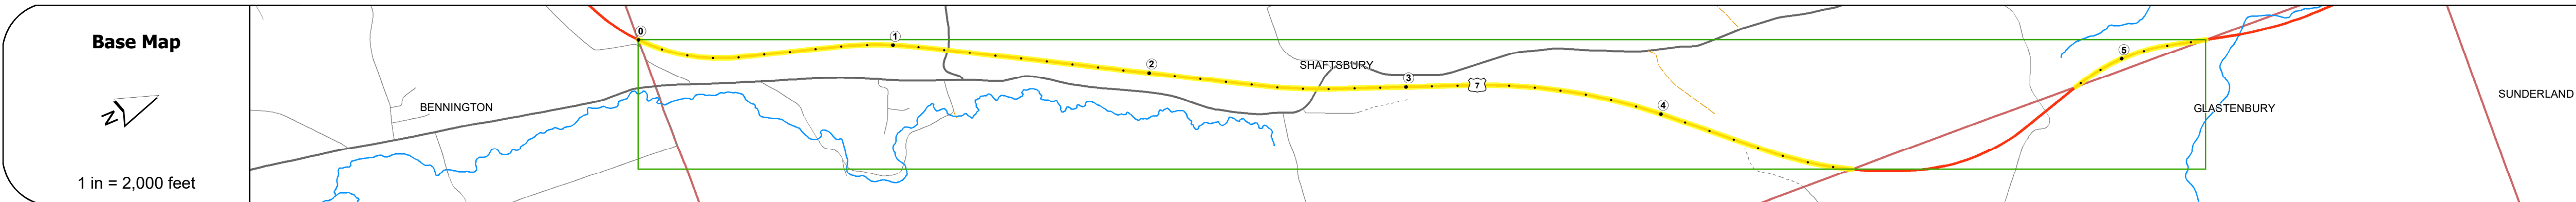 Base Map
N
1 in = 2,000 feet
BENNINGTON
0
1
2
SHAFTSBURY
3
7
4
5
GLASTENBURY
SUNDERLAND